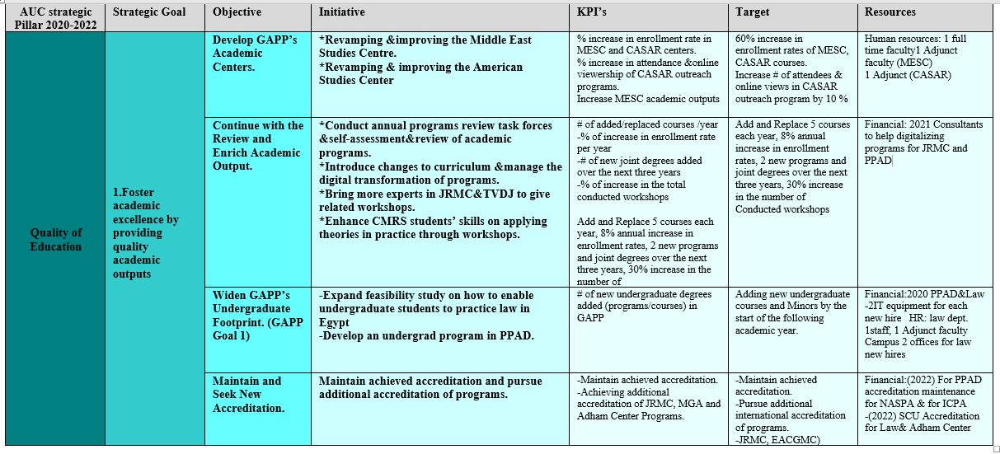 AUC strategic
Pillar 2020-2022
Strategic Goal
Objective
Initiative
KPI’s
Target
Resources
Quality of
Education
1.Foster
academic
excellence by
providing
quality
academic
outputs
Develop GAPP’s
Academic
Centers.
*Revamping &improving the Middle East
Studies Centre.
*Revamping & improving the American
Studies Center
% increase in enrollment rate in
MESC and CASAR centers.
% increase in attendance &online
viewership of CASAR outreach
programs.
Increase MESC academic outputs
60% increase in
enrollment rates of MESC,
CASAR courses.
Increase # of attendees &
online views in CASAR
outreach program by 10 %
Human resources: 1 full
time faculty1 Adjunct
faculty (MESC)
1 Adjunct (CASAR)
Continue with the
Review and
Enrich Academic
Output.
*Conduct annual programs review task forces
&self-assessment&review of academic
programs.
*Introduce changes to curriculum &manage the
digital transformation of programs.
*Bring more experts in JRMC&TVDJ to give
related workshops.
*Enhance CMRS students’ skills on applying
theories in practice through workshops.
# of added/replaced courses /year
-% of increase in enrollment rate
per year
-# of new joint degrees added
over the next three years
-% of increase in the total
conducted workshops
Add and Replace 5 courses each
year, 8% annual increase in
enrollment rates, 2 new programs
and joint degrees over the next
three years, 30% increase in the
number of
Add and Replace 5 courses
each year, 8% annual
increase in enrollment
rates, 2 new programs and
joint degrees over the next
three years, 30% increase
in the number of
Conducted workshops
Financial: 2021 Consultants
to help digitalizing
programs for JRMC and
PPAD
Widen GAPP’s
Undergraduate
Footprint. (GAPP
Goal 1)
-Expand feasibility study on how to enable
undergraduate students to practice law in
Egypt
-Develop an undergrad program in PPAD.
# of new undergraduate degrees
added (programs/courses) in
GAPP
Adding new undergraduate
courses and Minors by the
start of the following
academic year.
Financial:2020 PPAD&Law
-2IT equipment for each
new hire HR: law dept.
1staff, 1 Adjunct faculty
Campus 2 offices for law
new hires
Maintain and
Seek New
Accreditation.
Maintain achieved accreditation and pursue
additional accreditation of programs.
-Maintain achieved accreditation.
-Achieving additional
accreditation of JRMC, MGA and
Adham Center Programs.
-Maintain achieved
accreditation.
-Pursue additional
international accreditation
of programs.
-JRMC, EACGMC)
Financial:(2022) For PPAD
accreditation maintenance
for NASPA & for ICPA
-(2022) SCU Accreditation
for Law& Adham Center